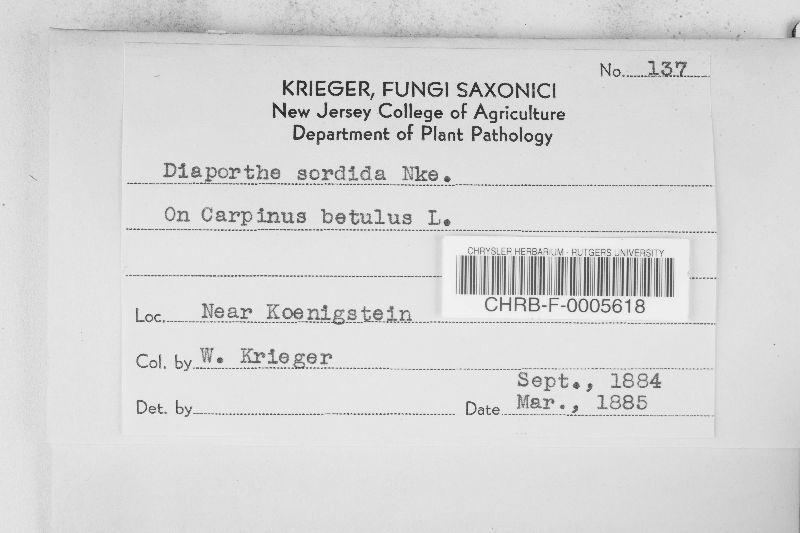 No. 137
KRIEGER, FUNGI SAXONICI
New Jersey College of Agriculture
Department of Plant Pathology
Diaporthe sordida Nke.
On Carpinus betulus L.
CHRYSLER HERBARIUM - RUTGERS UNIVERSITY
CHRB-F-0005618
Loc. Near Koenigstein
Col. by W. Krieger
Sept., 1884
Det. by Date Mar., 1885